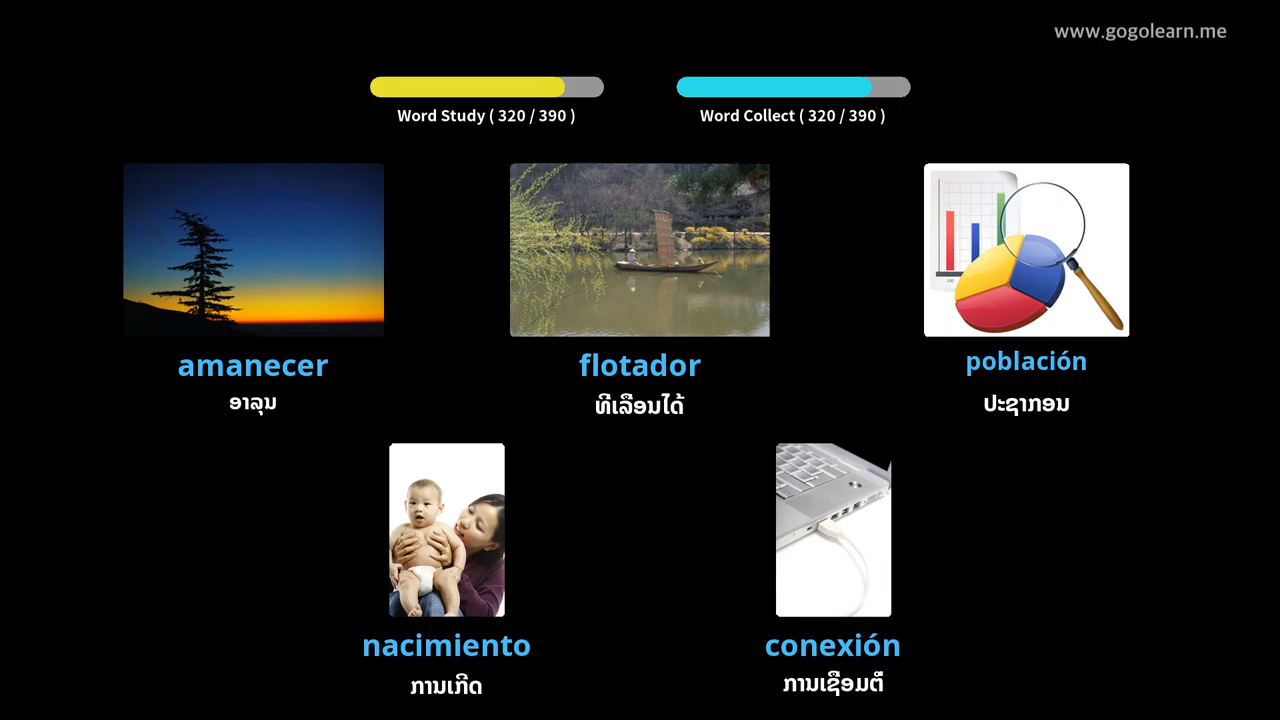 www.gogolearn.me
Word Study ( 320 / 390 )
Word Collect ( 320 / 390 )
amanecer
ອາລຸນ
flotador
ທີ່ເລື່ອນໄດ້
población
ປະຊາກອນ
nacimiento
ການເກີດ
conexión
ການເຊື່ອມຕໍ່